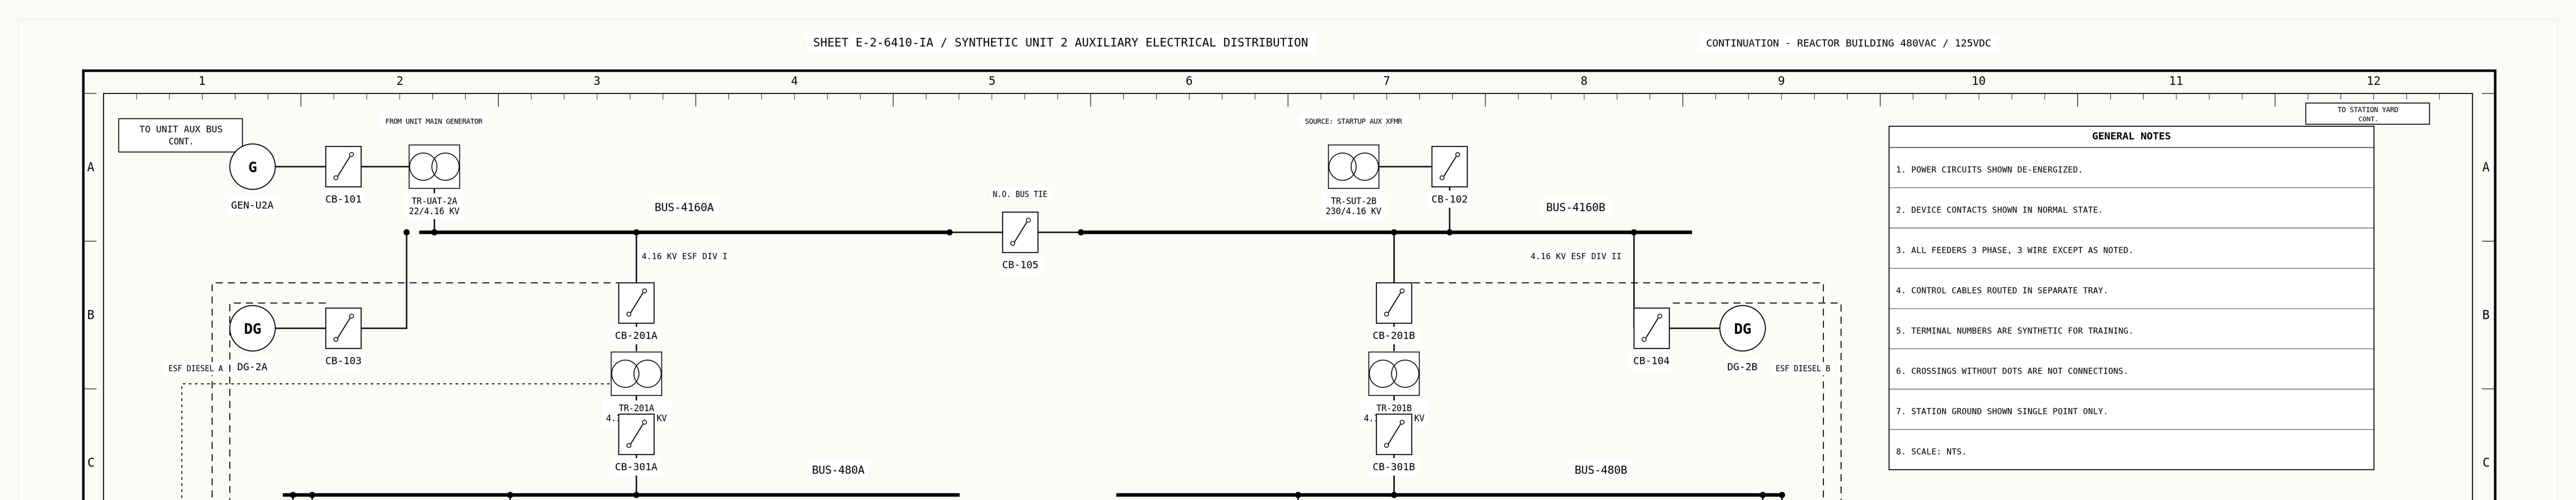 SHEET E-2-6410-IA / SYNTHETIC UNIT 2 AUXILIARY ELECTRICAL DISTRIBUTION
CONTINUATION - REACTOR BUILDING 480VAC / 125VDC
1 2 3 4 5 6 7 8 9 10 11 12
TO STATION YARD
CONT.
TO UNIT AUX BUS
CONT.
FROM UNIT MAIN GENERATOR
SOURCE: STARTUP AUX XFMR
GENERAL NOTES
A
G
A
1. POWER CIRCUITS SHOWN DE-ENERGIZED.
GEN-U2A
CB-101
TR-UAT-2A
22/4.16 KV
N.O. BUS TIE
TR-SUT-2B
230/4.16 KV
CB-102
BUS-4160A
BUS-4160B
2. DEVICE CONTACTS SHOWN IN NORMAL STATE.
4.16 KV ESF DIV I
CB-105
4.16 KV ESF DIV II
3. ALL FEEDERS 3 PHASE, 3 WIRE EXCEPT AS NOTED.
4. CONTROL CABLES ROUTED IN SEPARATE TRAY.
B
B
DG
CB-201A
CB-201B
DG
5. TERMINAL NUMBERS ARE SYNTHETIC FOR TRAINING.
ESF DIESEL A
DG-2A
CB-103
CB-104
DG-2B
ESF DIESEL B
6. CROSSINGS WITHOUT DOTS ARE NOT CONNECTIONS.
TR-201A
KV
TR-201B
KV
7. STATION GROUND SHOWN SINGLE POINT ONLY.
8. SCALE: NTS.
C
C
CB-301A
BUS-480A
CB-301B
BUS-480B